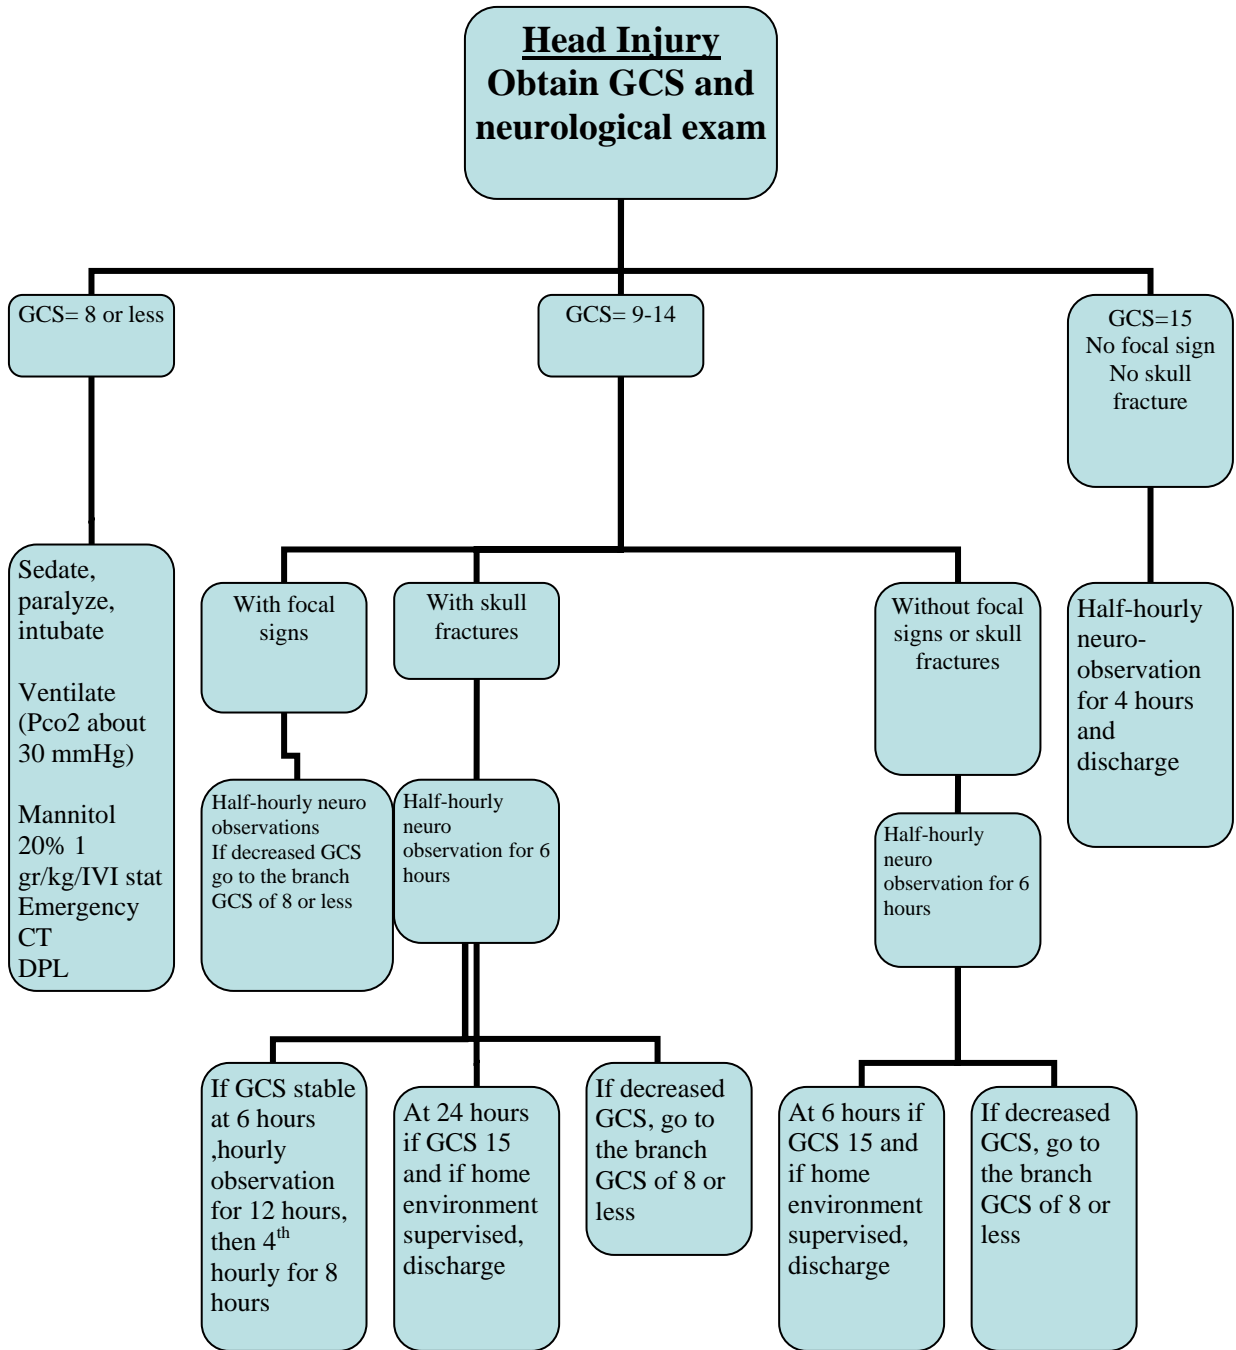 Head Injury
Obtain GCS and
neurological exam
GCS= 8 or less
GCS= 9-14
GCS=15
No focal sign
No skull
fracture
Sedate,
paralyze,
intubate
Ventilate
(Pco2 about
30 mmHg)
Mannitol
20% 1
gr/kg/IVI stat
Emergency
CT
DPL
With focal
signs
With skull
fractures
Without focal
signs or skull
fractures
Half-hourly
neuro-
observation
for 4 hours
and
discharge
Half-hourly neuro
observations
If decreased GCS
go to the branch
GCS of 8 or less
Half-hourly
neuro
observation for 6
hours
Half-hourly
neuro
observation for 6
hours
If GCS stable
at 6 hours
,hourly
observation
for 12 hours,
then 4th
hourly for 8
hours
At 24 hours
if GCS 15
and if home
environment
supervised,
discharge
If decreased
GCS, go to
the branch
GCS of 8 or
less
At 6 hours if
GCS 15 and
if home
environment
supervised,
discharge
If decreased
GCS, go to
the branch
GCS of 8 or
less